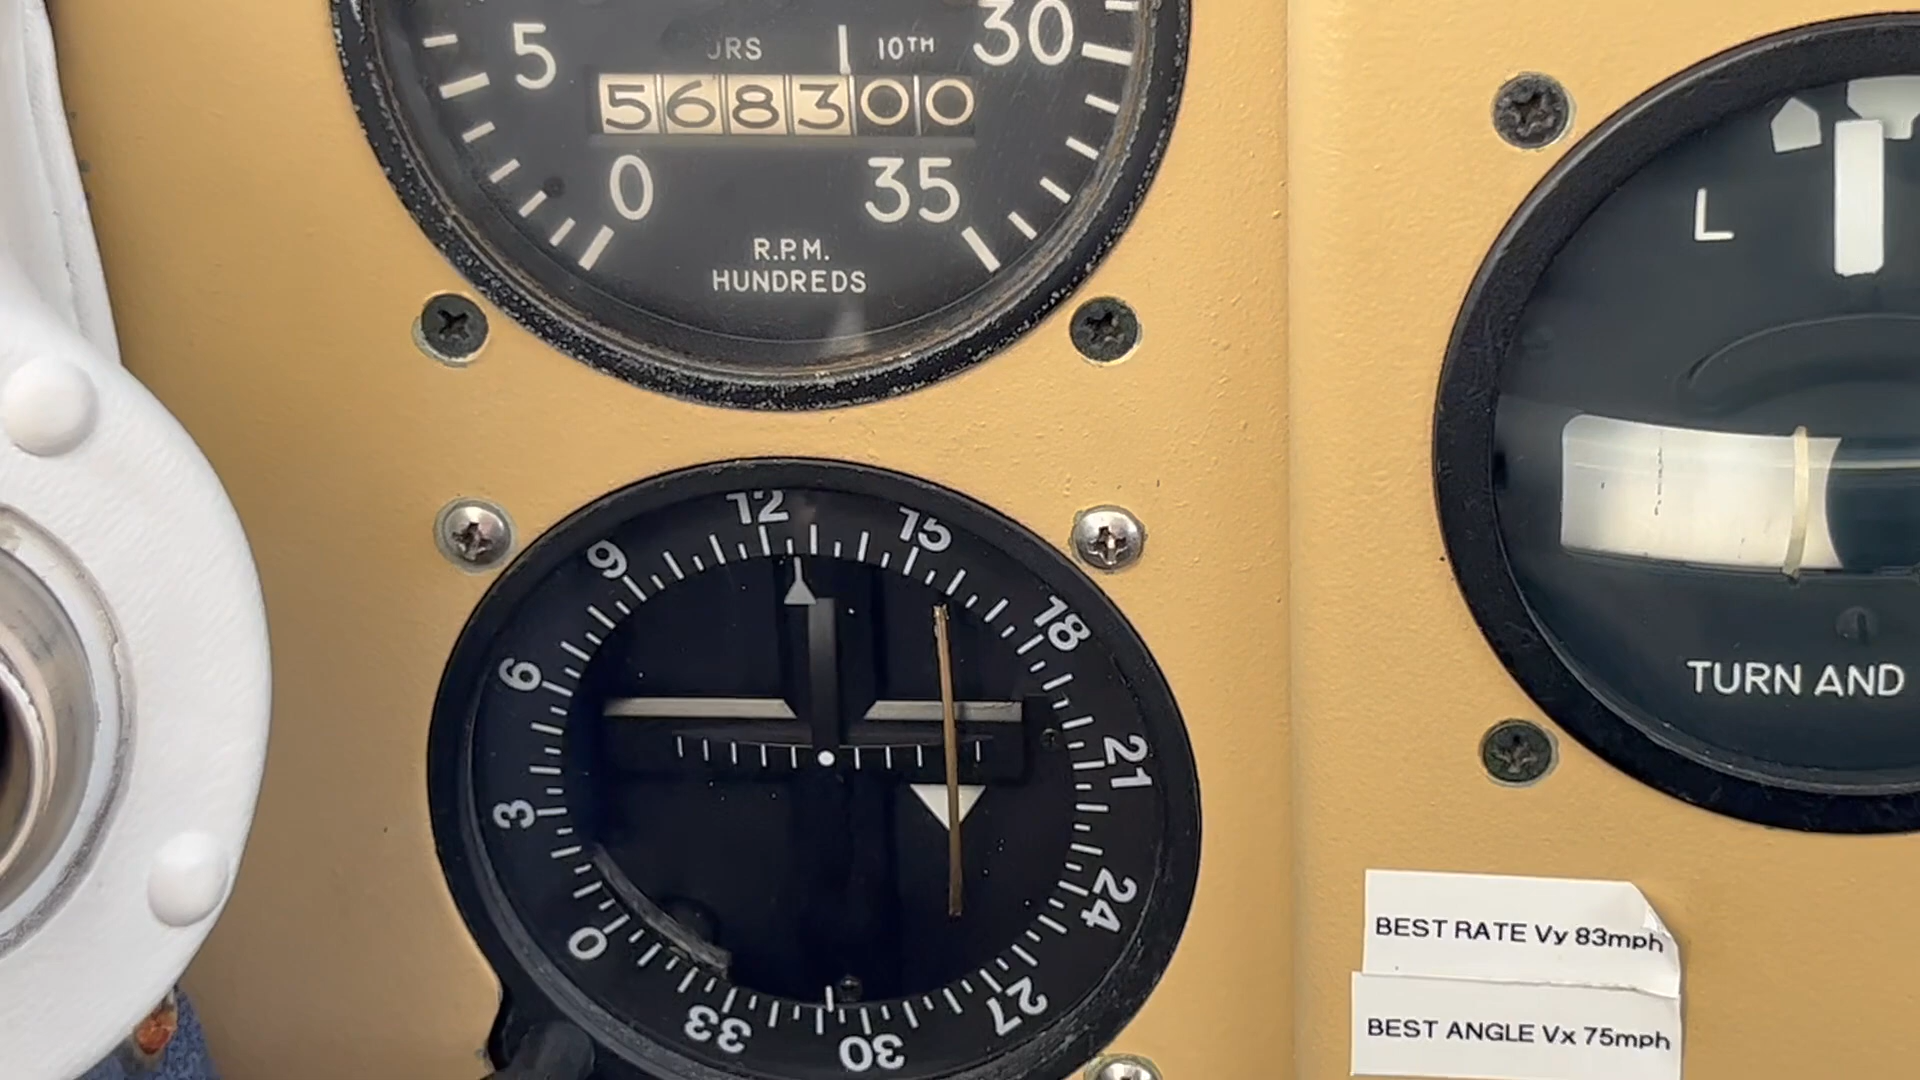 5
30
10TH
568300
0
35
R.P.M.
HUNDREDS
L
TURN AND
12
15
9
18
6
21
3
24
0
27
33
30
BEST RATE Vy 83mph
BEST ANGLE Vx 75mph